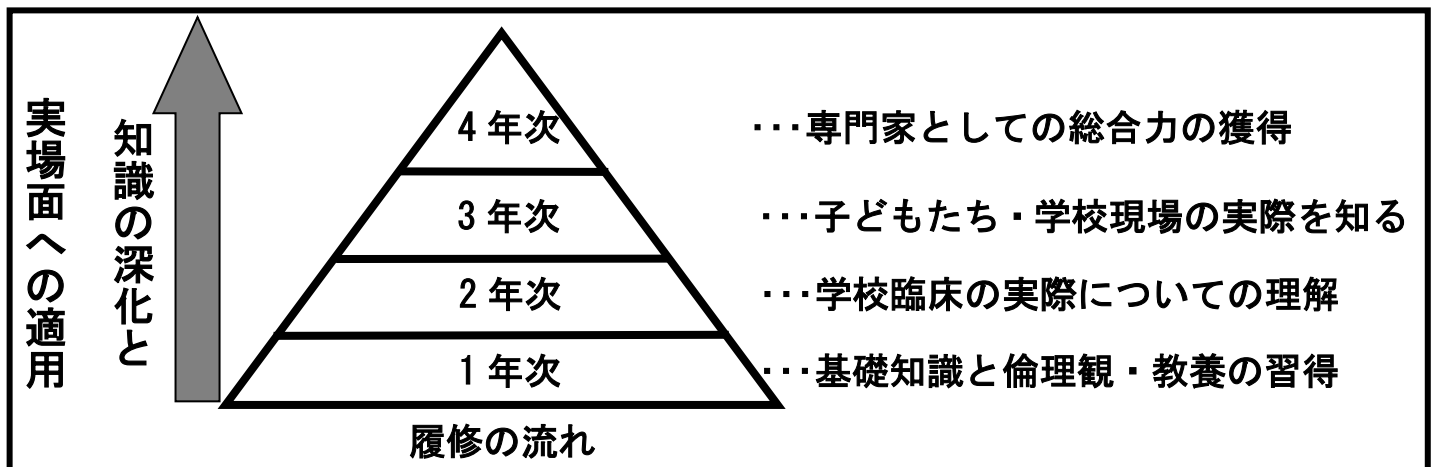 知識の深化と
実場面への適用
4年次
･･･専門家としての総合力の獲得
3年次
･･･子どもたち・学校現場の実際を知る
2年次
･･･学校臨床の実際についての理解
1年次
･･･基礎知識と倫理観・教養の習得
履修の流れ